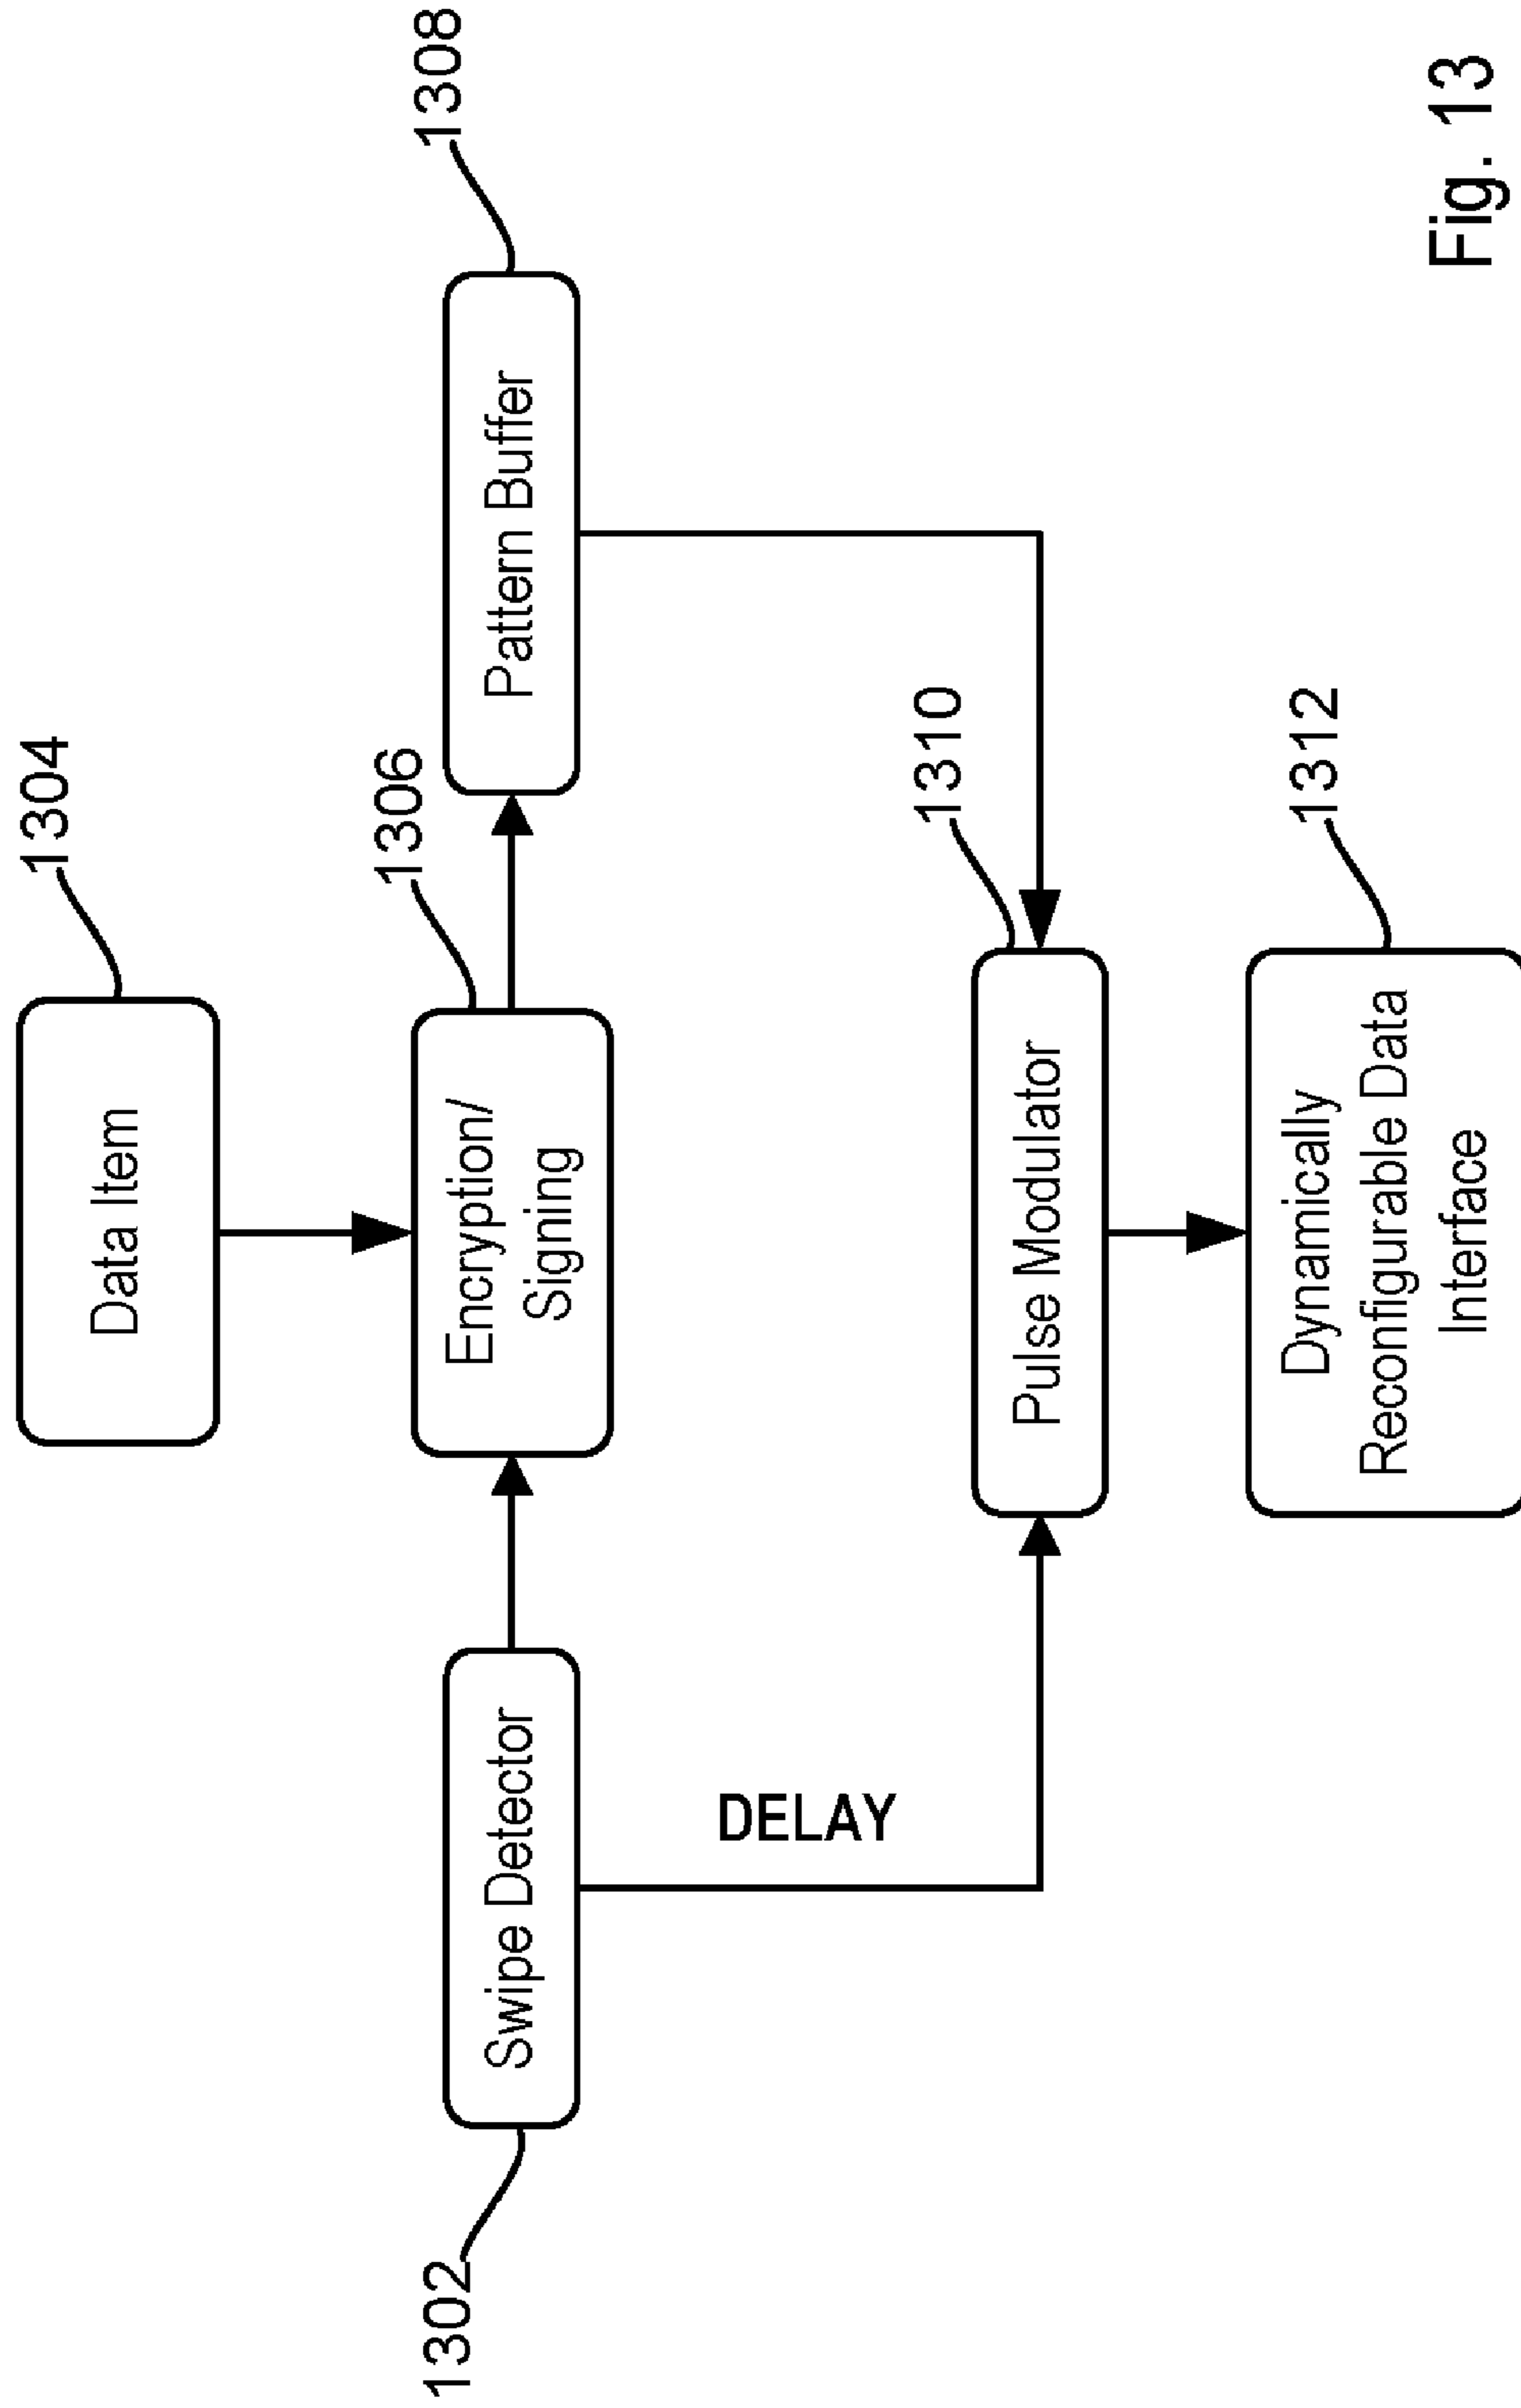 1304
Data Item
1306
Encryption/
Signing
1302
Swipe Detector
1308
Pattern Buffer
DELAY
1310
Pulse Modulator
1312
Dynamically
Reconfigurable Data
Interface
Fig. 13